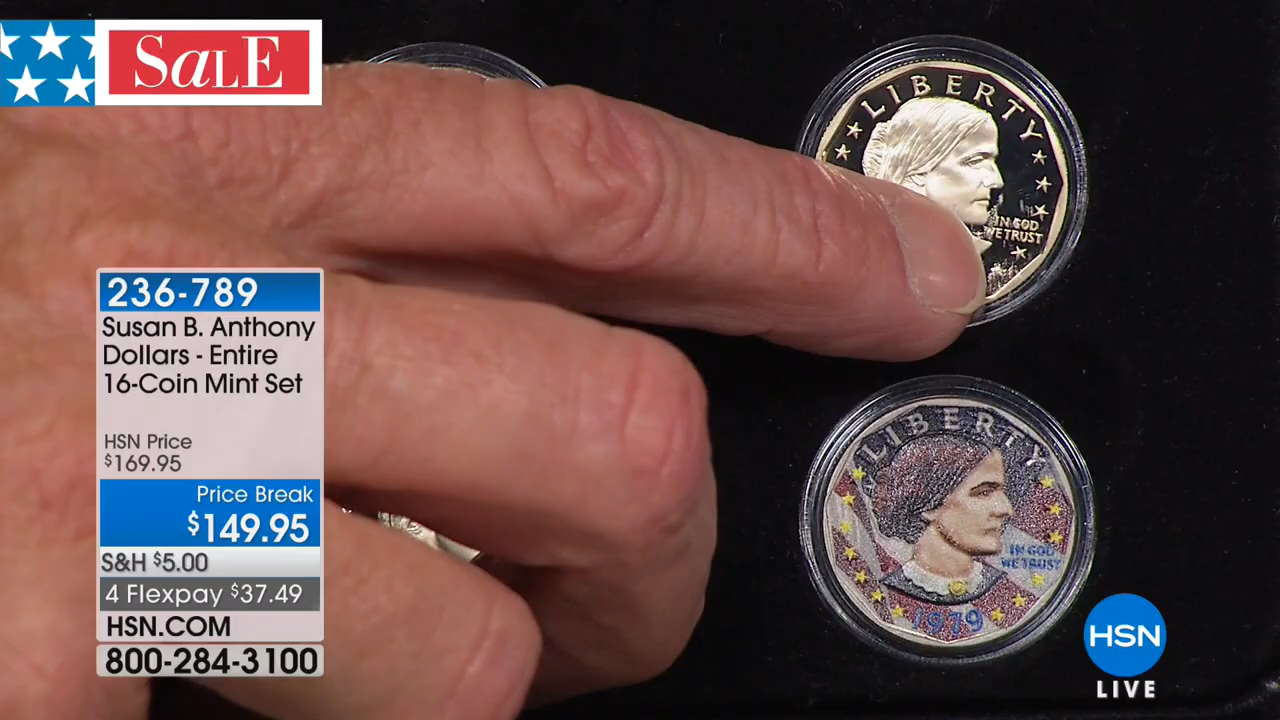 SALE
236-789
Susan B. Anthony
Dollars - Entire
16-Coin Mint Set
HSN Price
$169.95
Price Break
$149.95
S&H $5.00
4 Flexpay $37.49
HSN.COM
800-284-3100
LIBERTY
IN GOD
WE TRUST
LIBERTY
IN GOD
WE TRUST
1979
HSN
LIVE